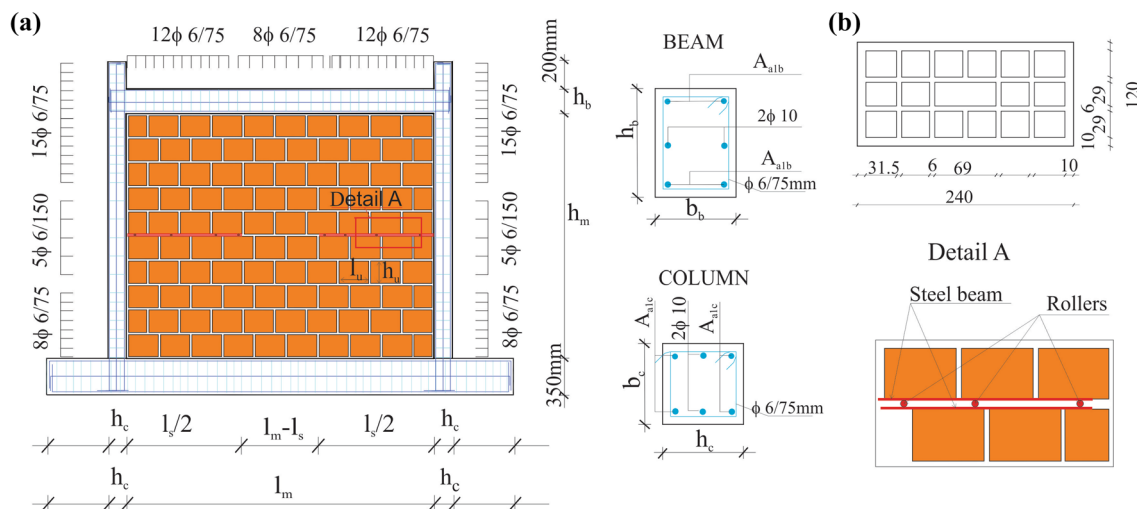 (a)
12ϕ 6/75
8ϕ 6/75
12ϕ 6/75
200mm
h_b
h_m
350mm
15ϕ 6/75
5ϕ 6/150
8ϕ 6/75
15ϕ 6/75
5ϕ 6/150
8ϕ 6/75
Detail A
l_u
h_u
h_c
l_s/2
l_m-l_s
l_s/2
h_c
h_c
l_m
h_c
BEAM
A_a1b
2ϕ 10
A_a1b
ϕ 6/75mm
h_b
b_b
COLUMN
A_a1c
2ϕ 10
A_a1c
b_c
ϕ 6/75mm
h_c
(b)
120
29
6
29
10
31.5
6
69
10
240
Detail A
Steel beam
Rollers